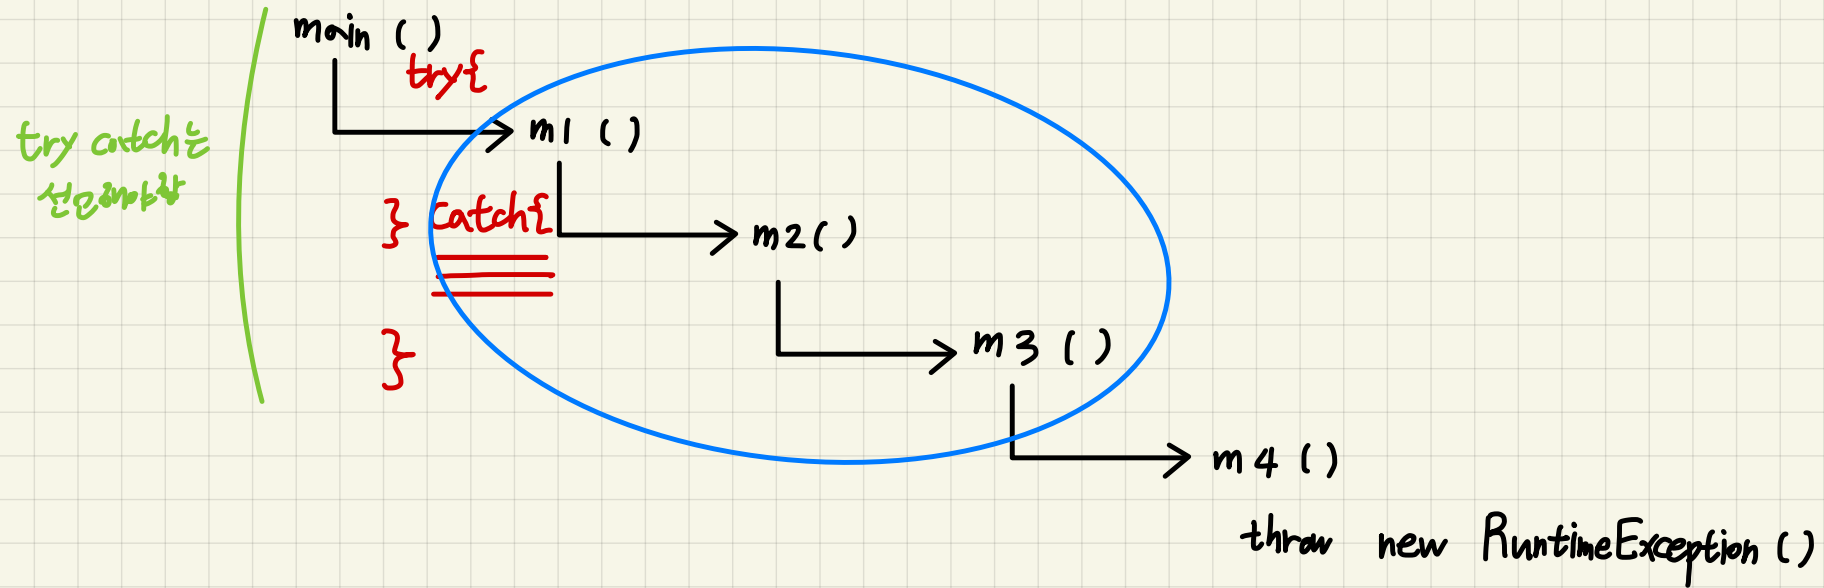 main ()
try{
m1 ()
try catch는
선언해야함
} catch{
m2()
}
m3 ()
m4 ()
throw new RuntimeException ()